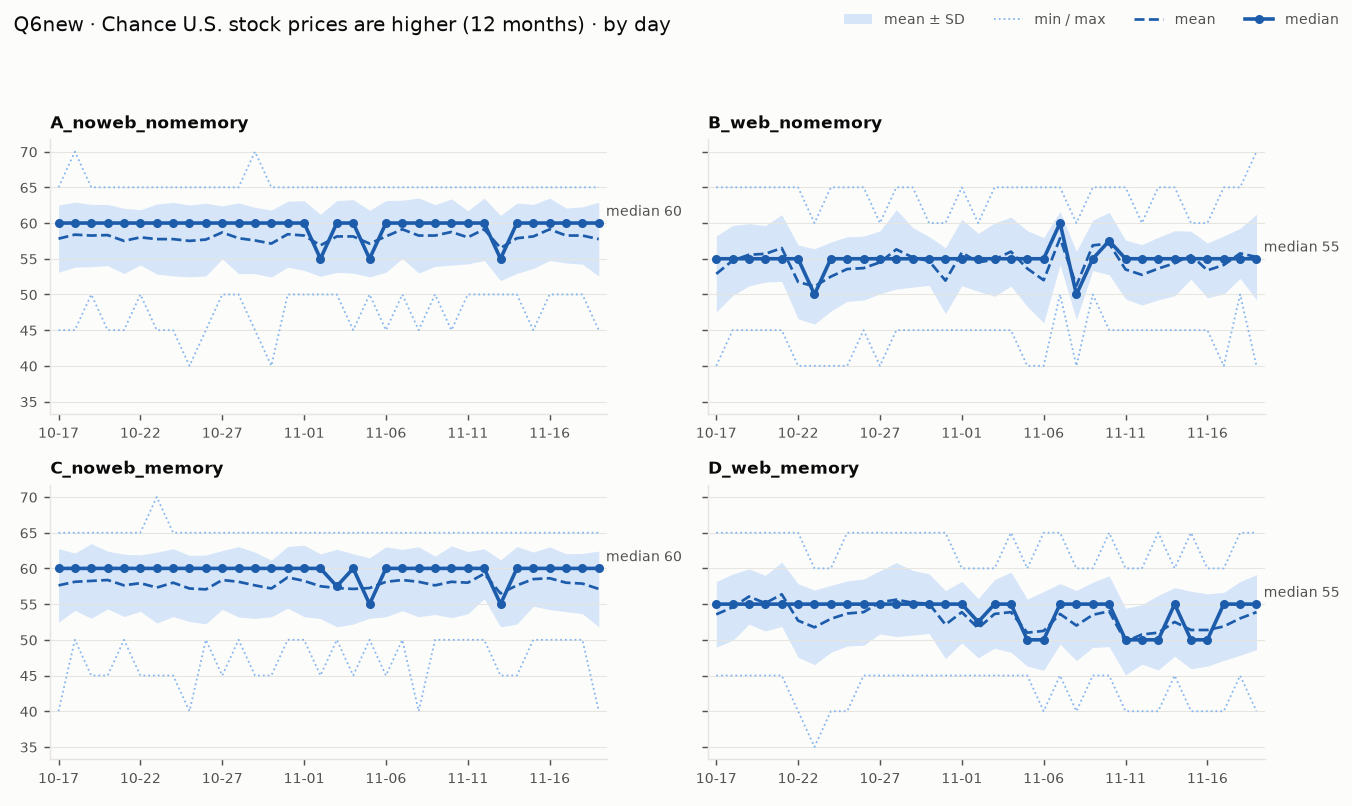 Q6new · Chance U.S. stock prices are higher (12 months) · by day
mean ± SD   min / max   mean   median
A_noweb_nomemory
70
65
60
55
50
45
40
35
median 60
10-17   10-22   10-27   11-01   11-06   11-11   11-16
B_web_nomemory
median 55
10-17   10-22   10-27   11-01   11-06   11-11   11-16
C_noweb_memory
70
65
60
55
50
45
40
35
median 60
10-17   10-22   10-27   11-01   11-06   11-11   11-16
D_web_memory
median 55
10-17   10-22   10-27   11-01   11-06   11-11   11-16